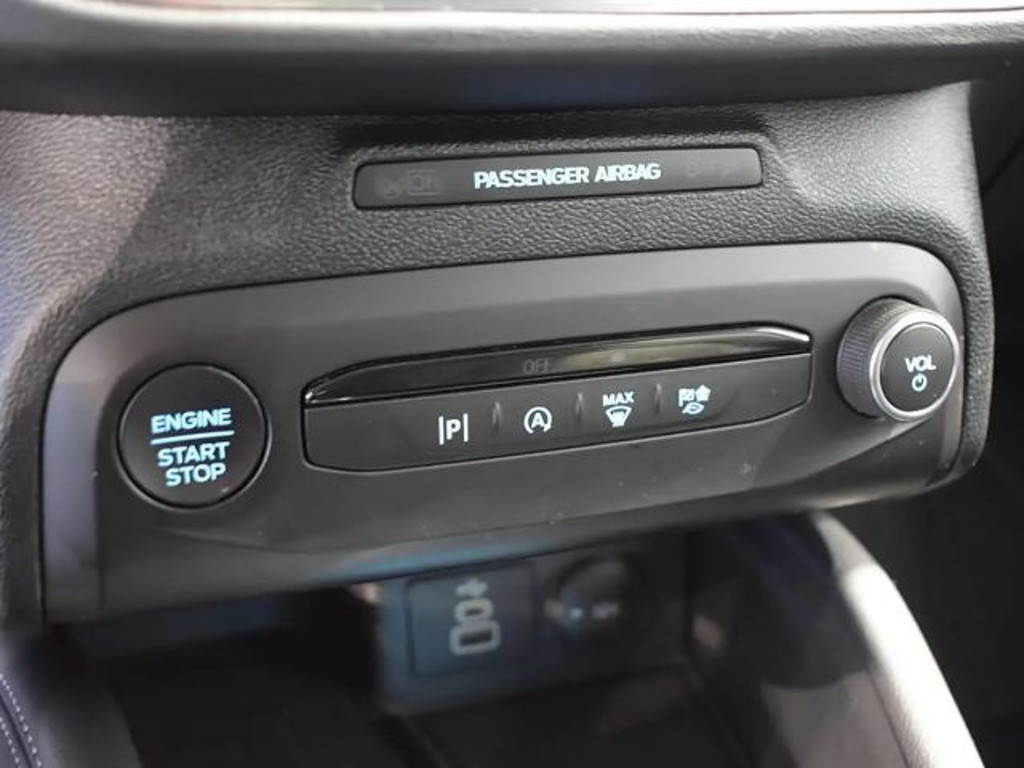 PASSENGER AIRBAG
OFF
ENGINE
START
STOP
|P|
A
MAX
VOL